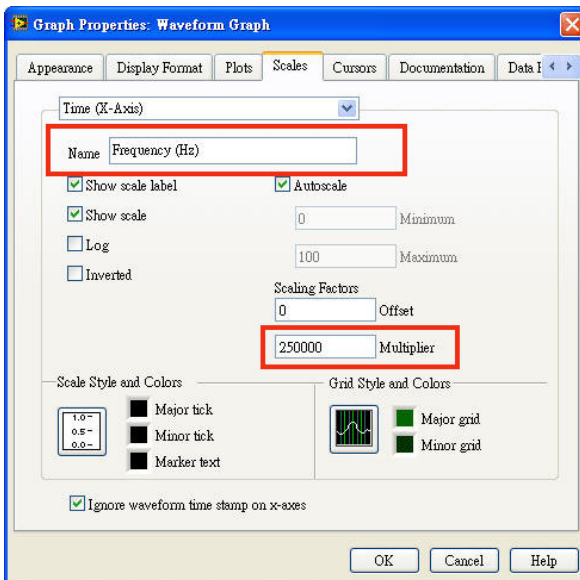 Graph Properties: Waveform Graph
Appearance Display Format Plots Scales Cursors Documentation
Time (X-Axis)
Name Frequency (Hz)
Show scale label
Autoscale
Show scale
0 Minimum
Log
100 Maximum
Inverted
Scaling Factors
0 Offset
250000 Multiplier
Scale Style and Colors
Grid Style and Colors
1.0
0.5
0.0
Major tick
Minor tick
Marker text
Major grid
Minor grid
Ignore waveform time stamp on x-axes
OK Cancel Help